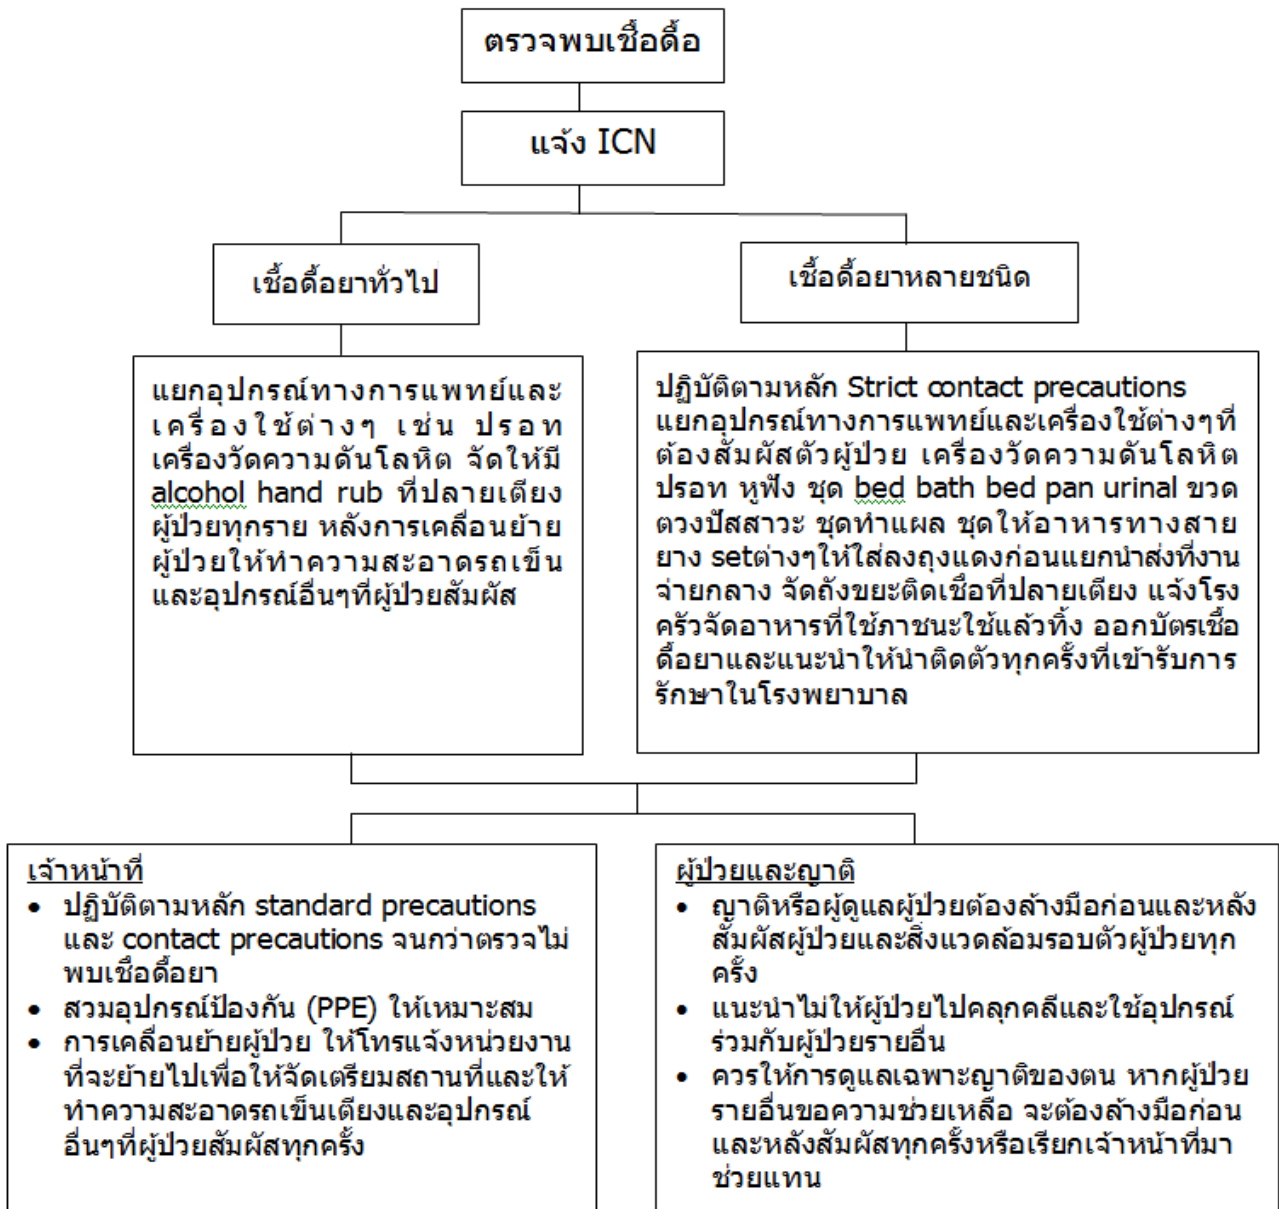 ตรวจพบเชื้อดื้อ
แจ้ง ICN
เชื้อดื้อยาทั่วไป
เชื้อดื้อยาหลายชนิด
แยกอุปกรณ์ทางการแพทย์และ
เครื่องใช้ต่างๆ เช่น ปรอท
เครื่องวัดความดันโลหิต จัดให้มี
alcohol hand rub ที่ปลายเตียง
ผู้ป่วยทุกราย หลังการเคลื่อนย้าย
ผู้ป่วยให้ทำความสะอาดรถเข็น
และอุปกรณ์อื่นๆที่ผู้ป่วยสัมผัส
ปฏิบัติตามหลัก Strict contact precautions
แยกอุปกรณ์ทางการแพทย์และเครื่องใช้ต่างๆที่
ต้องสัมผัสตัวผู้ป่วย เครื่องวัดความดันโลหิต
ปรอท หูฟัง ชุด bed bath bed pan urinal ขวด
ตวงปัสสาวะ ชุดทำแผล ชุดให้อาหารทางสาย
ยาง setต่างๆให้ใส่ลงถุงแดงก่อนแยกนำส่งที่งาน
จ่ายกลาง จัดถังขยะติดเชื้อที่ปลายเตียง แจ้งโรง
ครัวจัดอาหารที่ใช้ภาชนะใช้แล้วทิ้ง ออกบัตรเชื้อ
ดื้อยาและแนะนำให้นำติดตัวทุกครั้งที่เข้ารับการ
รักษาในโรงพยาบาล
เจ้าหน้าที่
• ปฏิบัติตามหลัก standard precautions
และ contact precautions จนกว่าตรวจไม่
พบเชื้อดื้อยา
• สวมอุปกรณ์ป้องกัน (PPE) ให้เหมาะสม
• การเคลื่อนย้ายผู้ป่วย ให้โทรแจ้งหน่วยงาน
ที่จะย้ายไปเพื่อให้จัดเตรียมสถานที่และให้
ทำความสะอาดรถเข็นเตียงและอุปกรณ์
อื่นๆที่ผู้ป่วยสัมผัสทุกครั้ง
ผู้ป่วยและญาติ
• ญาติหรือผู้ดูแลผู้ป่วยต้องล้างมือก่อนและหลัง
สัมผัสผู้ป่วยและสิ่งแวดล้อมรอบตัวผู้ป่วยทุก
ครั้ง
• แนะนำไม่ให้ผู้ป่วยไปคลุกคลีและใช้อุปกรณ์
ร่วมกับผู้ป่วยรายอื่น
• ควรให้การดูแลเฉพาะญาติของตน หากผู้ป่วย
รายอื่นขอความช่วยเหลือ จะต้องล้างมือก่อน
และหลังสัมผัสทุกครั้งหรือเรียกเจ้าหน้าที่มา
ช่วยแทน